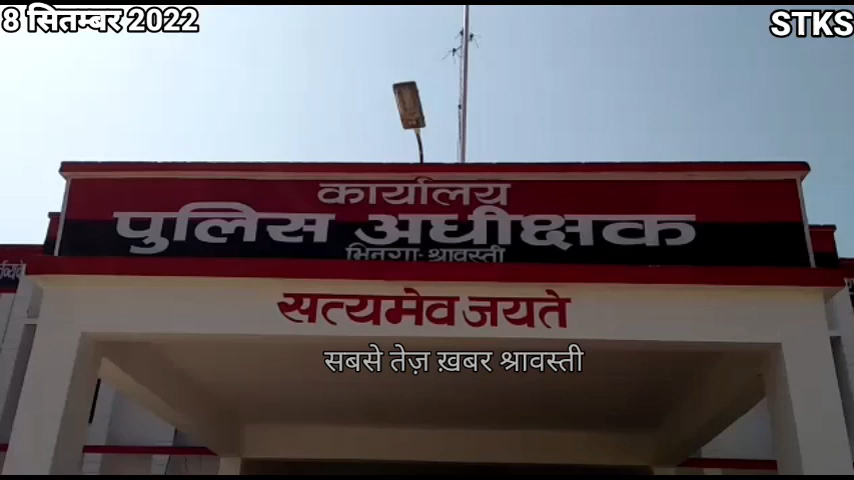 8 सितम्बर 2022
STKS
कार्यालय
पुलिस अधीक्षक
भिनगा-श्रावस्ती
सत्यमेव जयते
सबसे तेज़ ख़बर श्रावस्ती